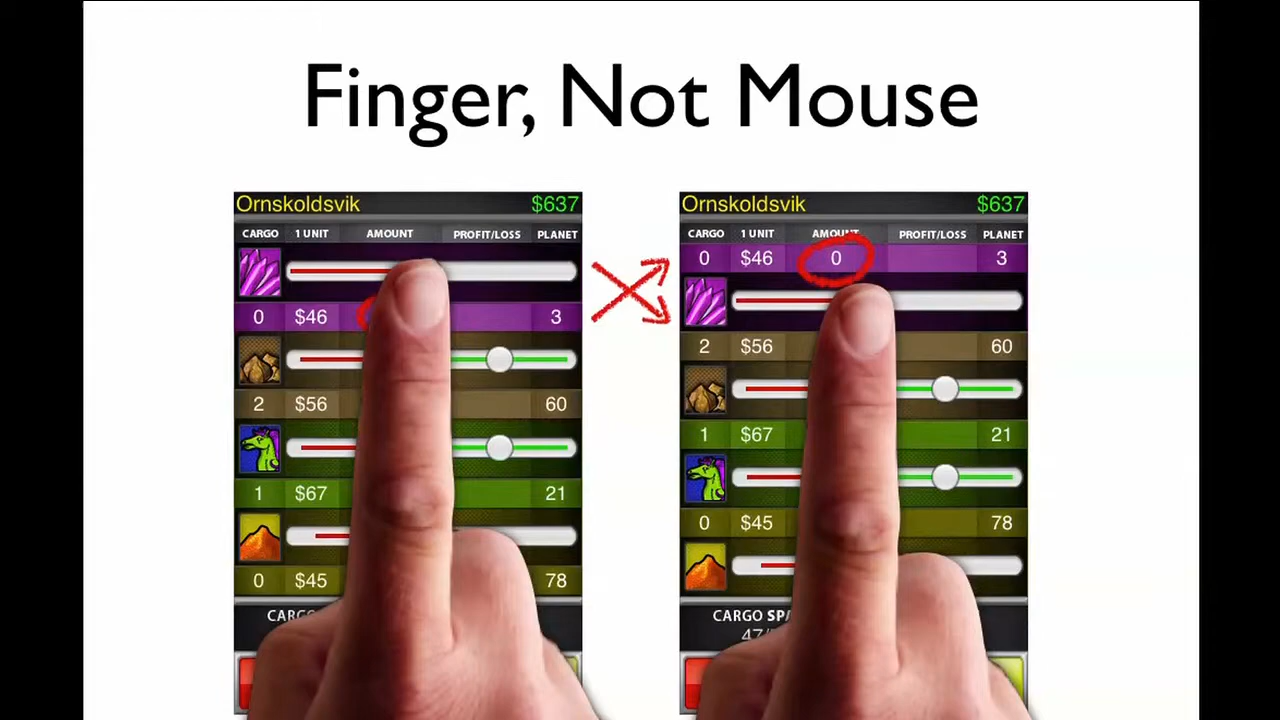 Finger, Not Mouse
Ornskoldsvik $637
CARGO 1 UNIT AMOUNT PROFIT/LOSS PLANET
0 $46 3
2 $56 60
1 $67 21
0 $45 78
Ornskoldsvik $637
CARGO 1 UNIT AMOUNT PROFIT/LOSS PLANET
0 $46 0 3
2 $56 60
1 $67 21
0 $45 78
CARGO